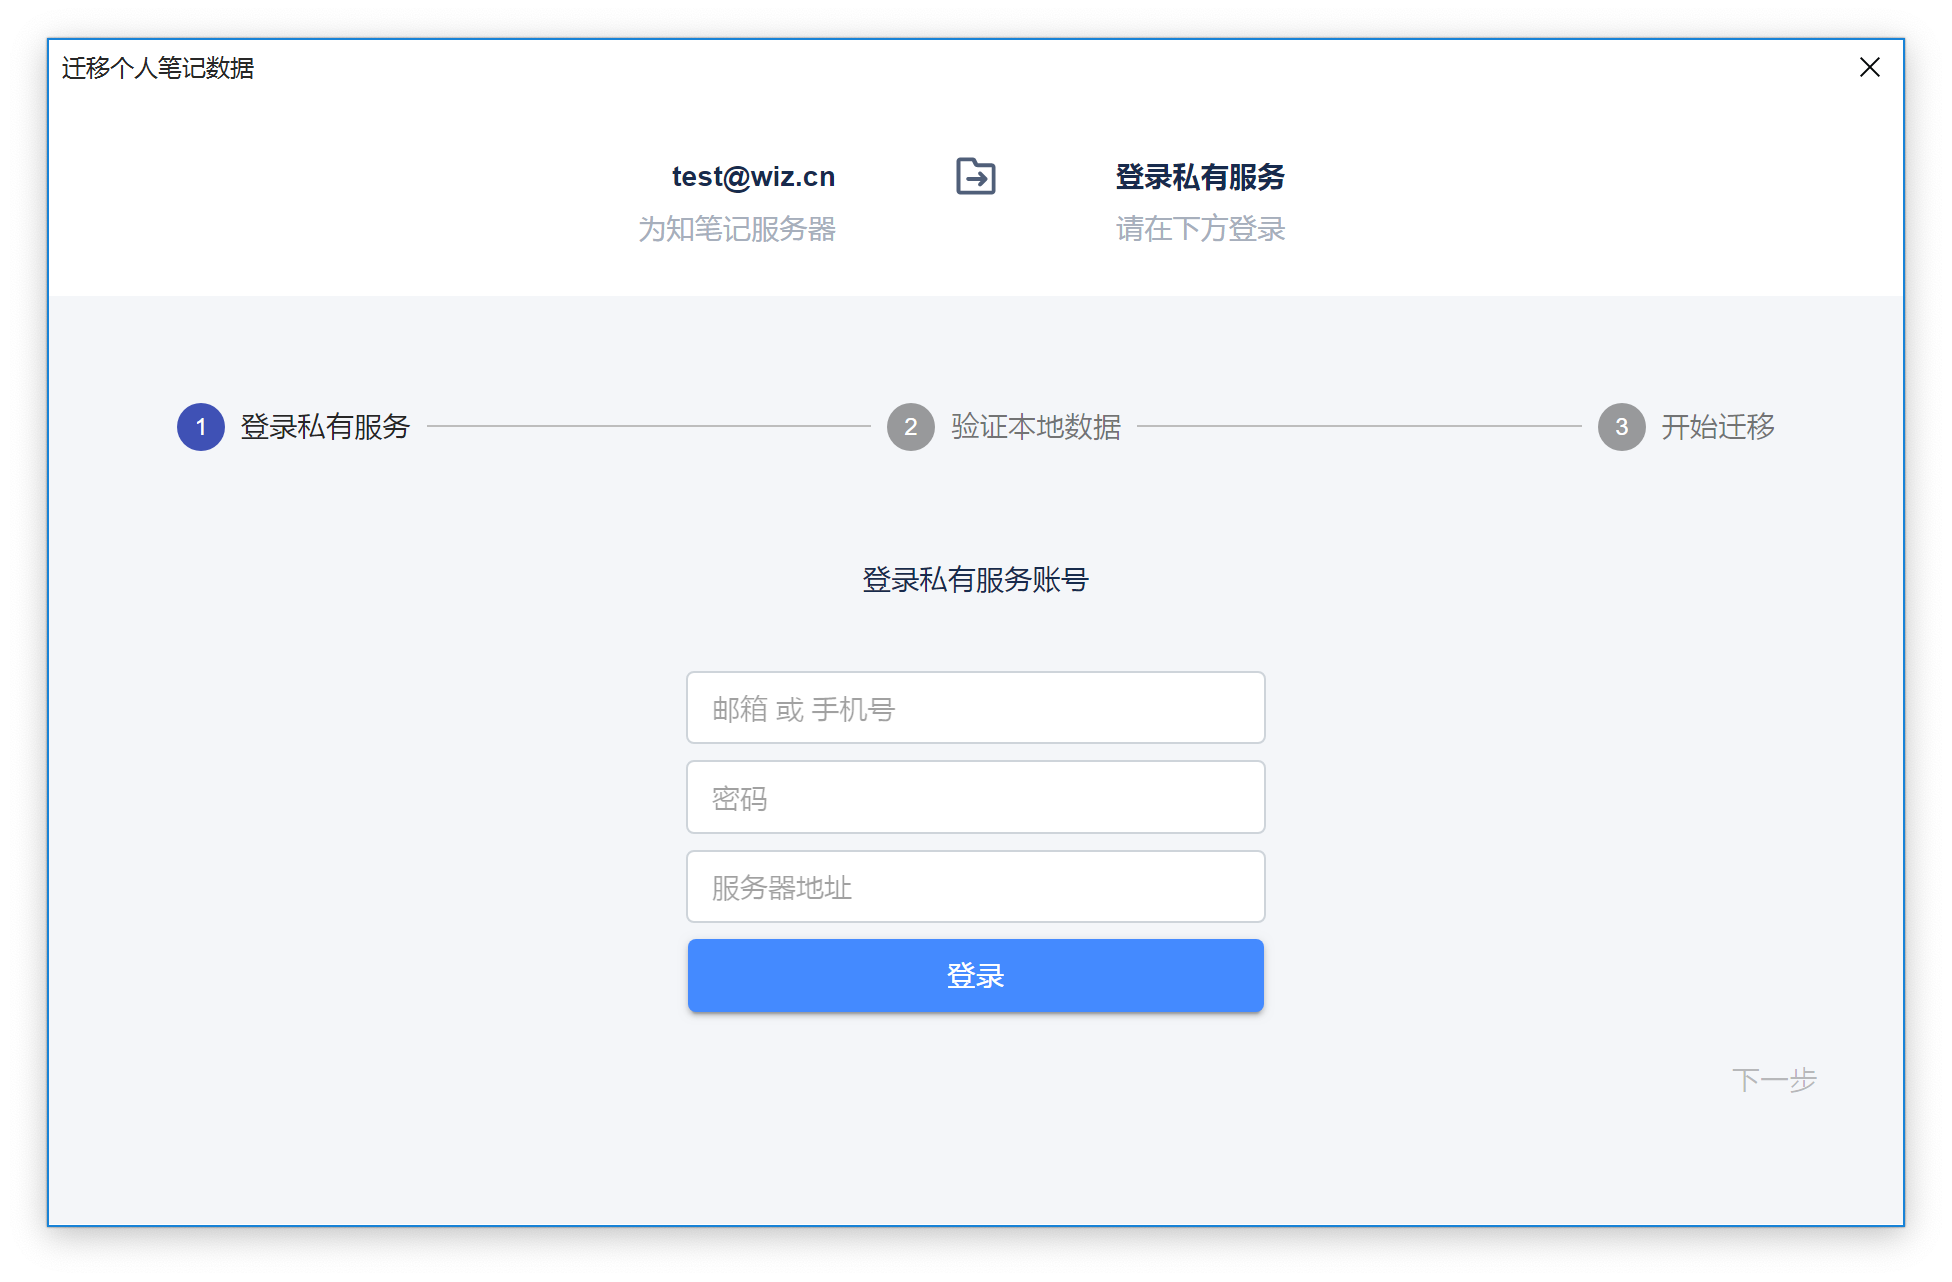 迁移个人笔记数据
test@wiz.cn
登录私有服务
为知笔记服务器
请在下方登录
1 登录私有服务
2 验证本地数据
3 开始迁移
登录私有服务账号
邮箱 或 手机号
密码
服务器地址
登录
下一步